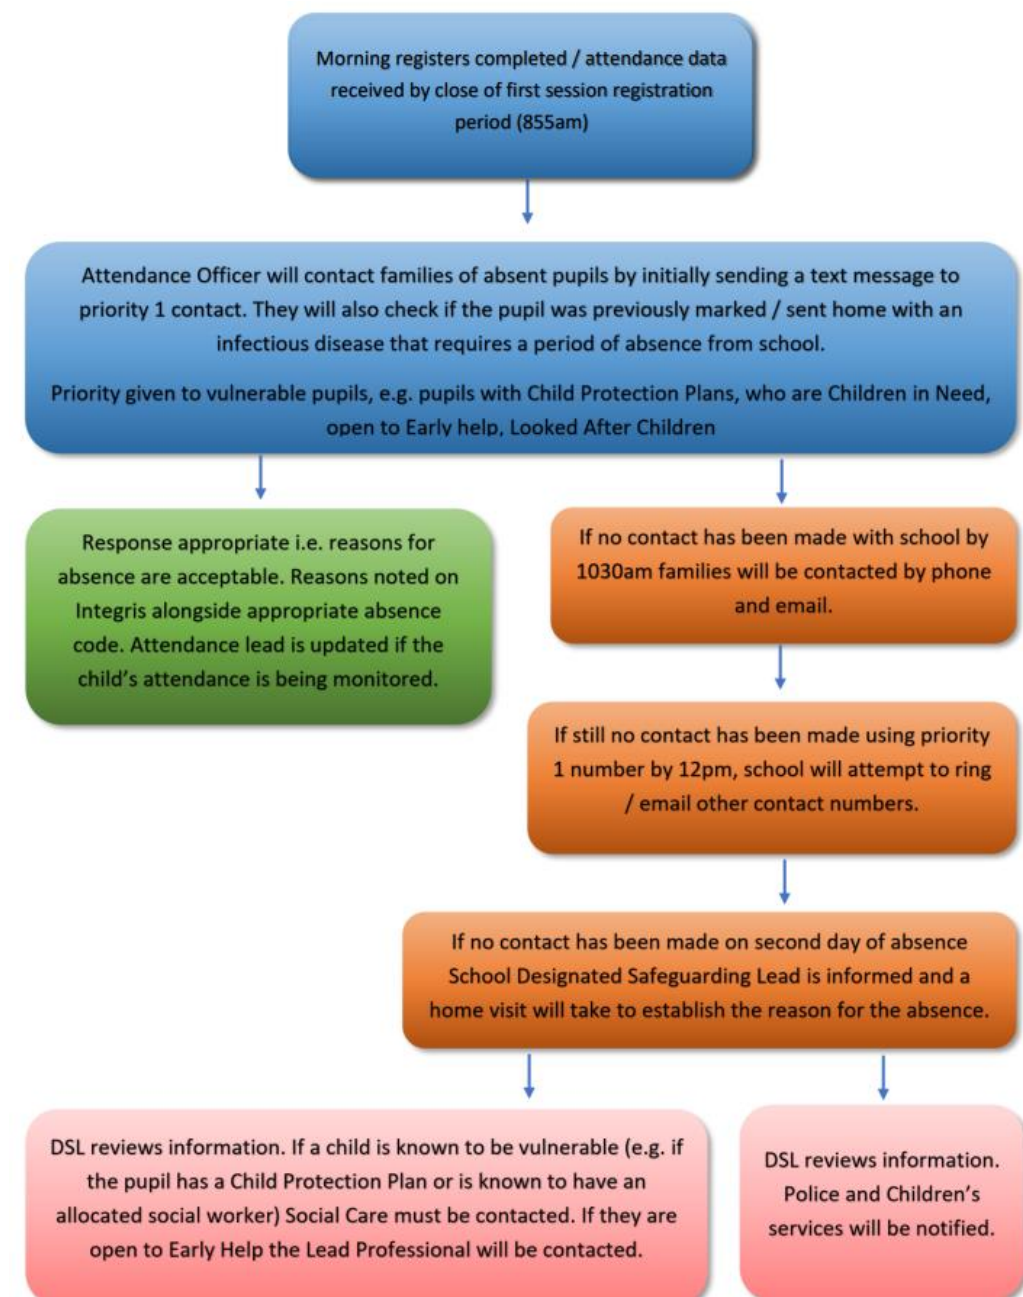 Morning registers completed / attendance data
received by close of first session registration
period (855am)
Attendance Officer will contact families of absent pupils by initially sending a text message to
priority 1 contact. They will also check if the pupil was previously marked / sent home with an
infectious disease that requires a period of absence from school.
Priority given to vulnerable pupils, e.g. pupils with Child Protection Plans, who are Children in Need,
open to Early help, Looked After Children
Response appropriate i.e. reasons for
absence are acceptable. Reasons noted on
Integris alongside appropriate absence
code. Attendance lead is updated if the
child’s attendance is being monitored.
If no contact has been made with school by
1030am families will be contacted by phone
and email.
If still no contact has been made using priority
1 number by 12pm, school will attempt to ring
/ email other contact numbers.
If no contact has been made on second day of absence
School Designated Safeguarding Lead is informed and a
home visit will take to establish the reason for the absence.
DSL reviews information. If a child is known to be vulnerable (e.g. if
the pupil has a Child Protection Plan or is known to have an
allocated social worker) Social Care must be contacted. If they are
open to Early Help the Lead Professional will be contacted.
DSL reviews information.
Police and Children’s
services will be notified.